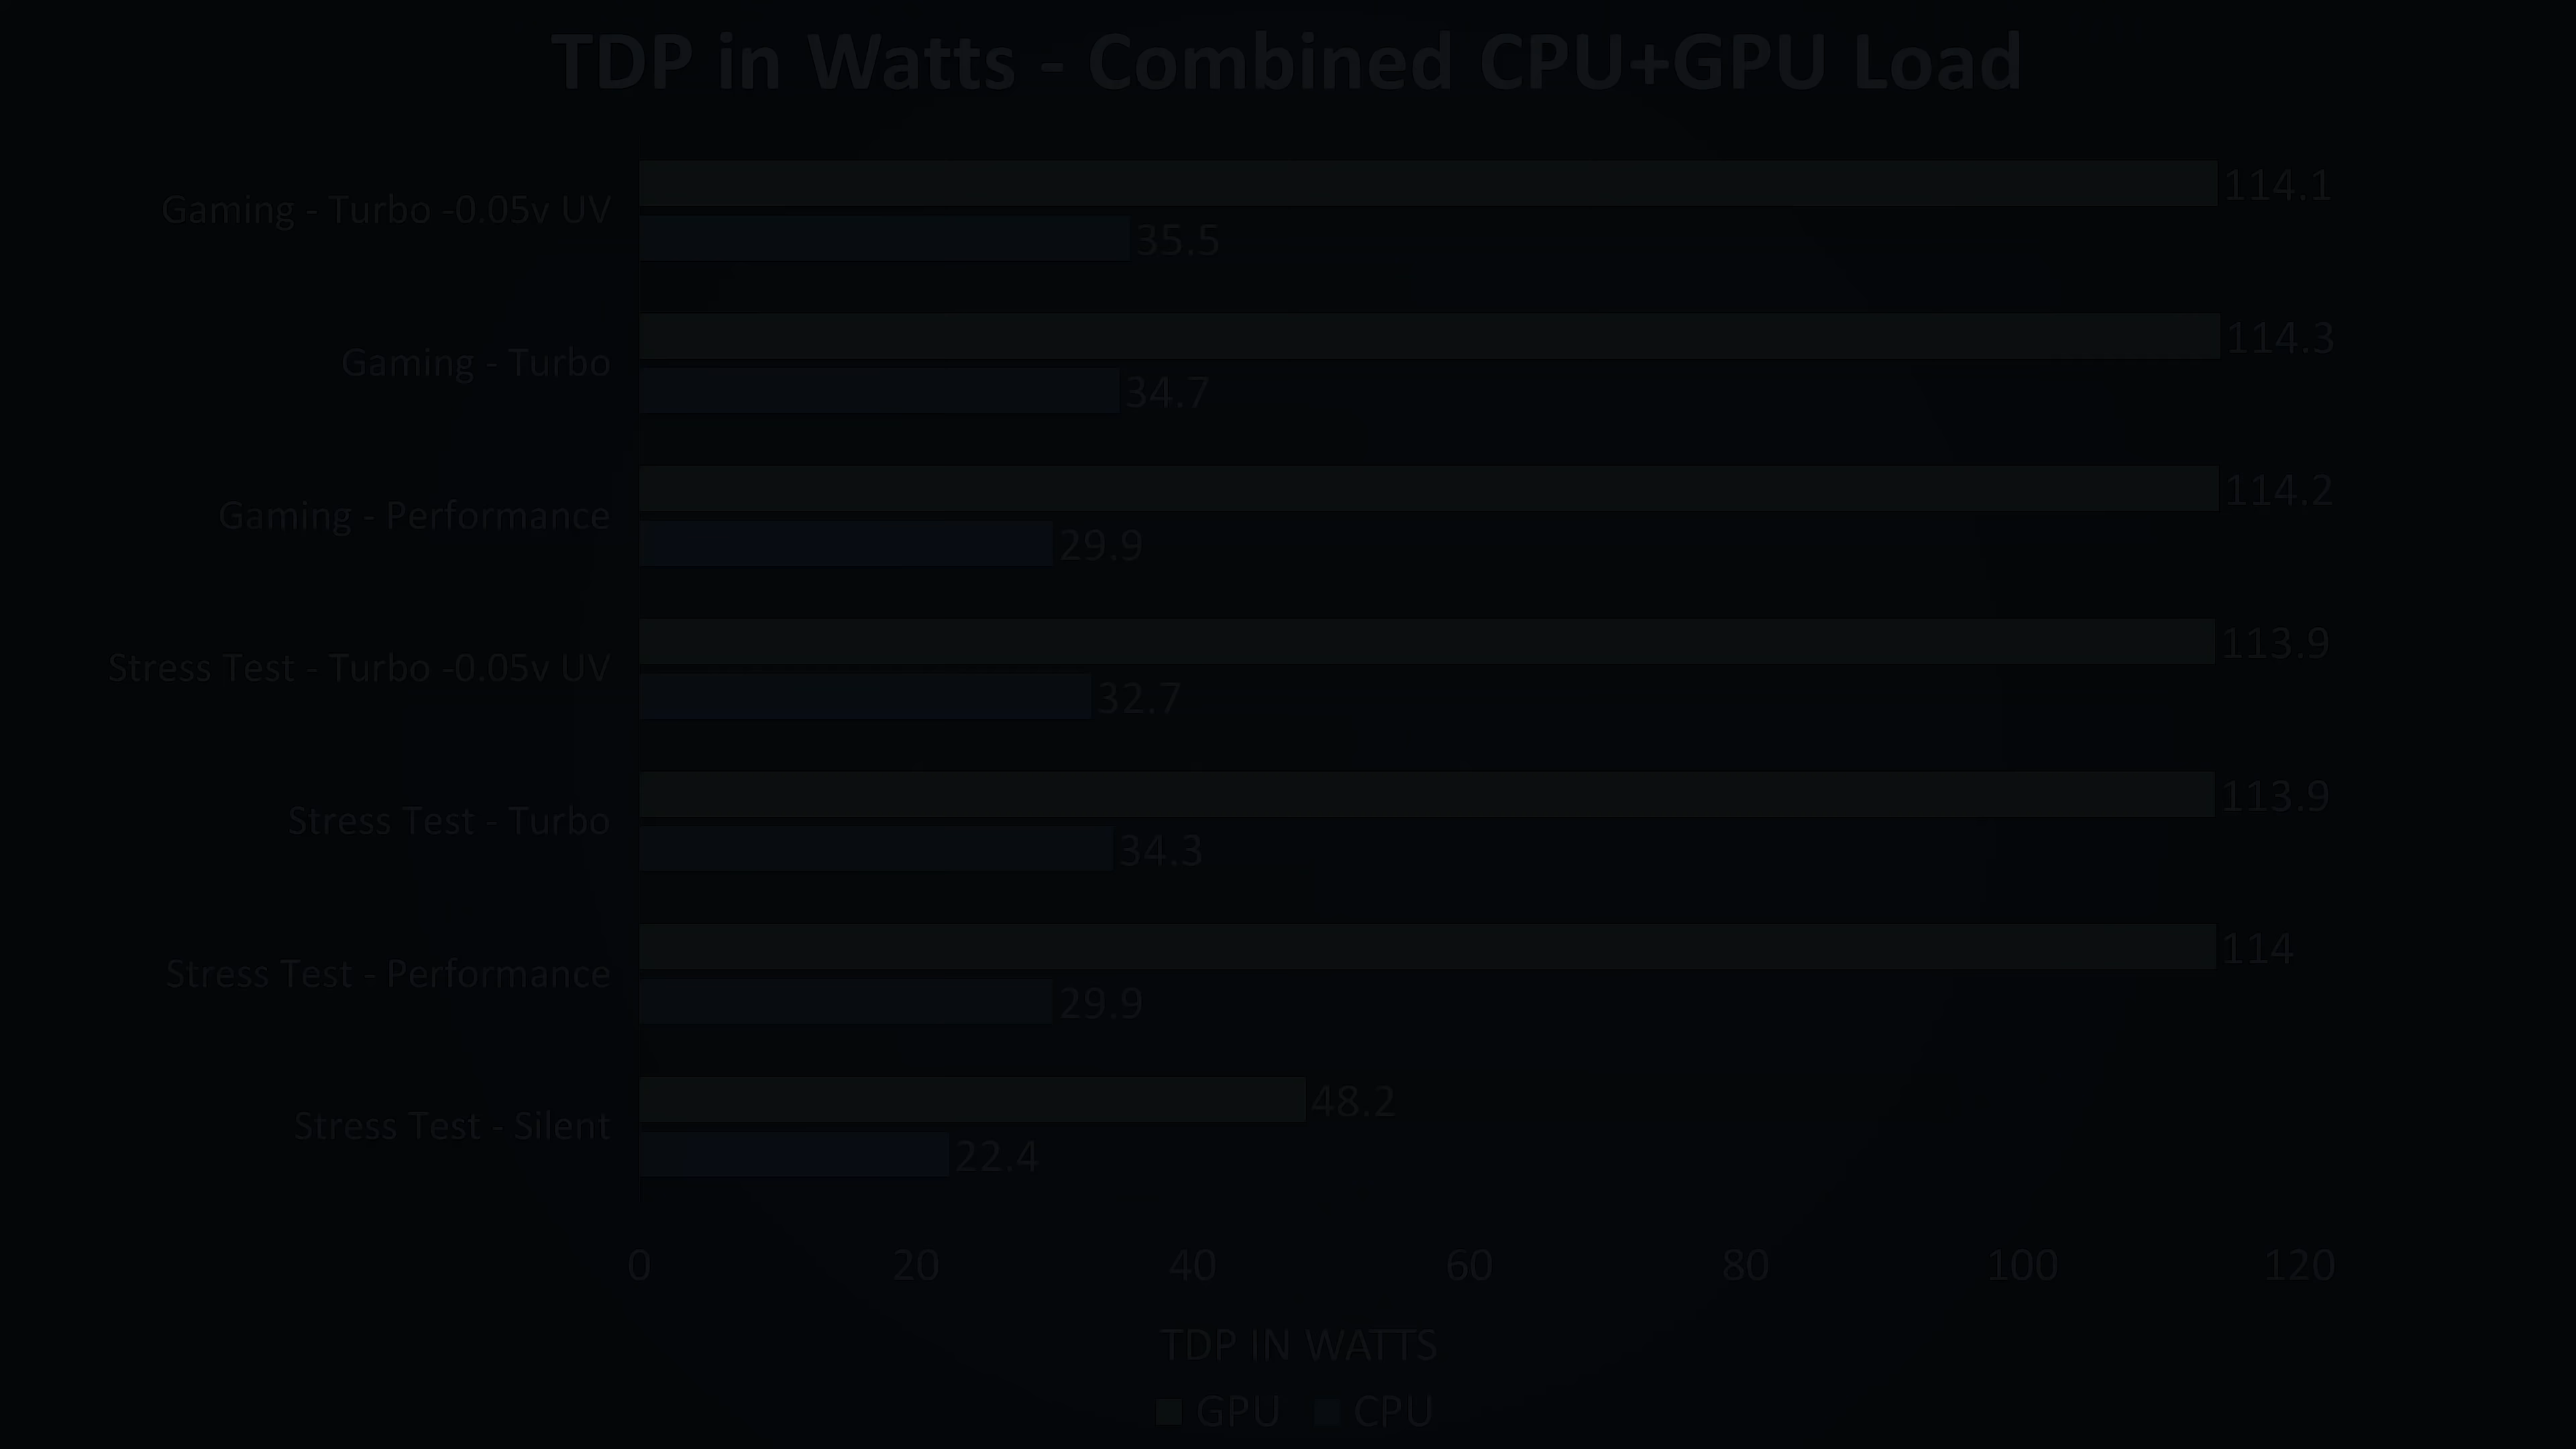 TDP in Watts - Combined CPU+GPU Load
Gaming - Turbo -0.05v UV
114.1
35.5
Gaming - Turbo
114.3
34.7
Gaming - Performance
114.2
29.9
Stress Test - Turbo -0.05v UV
113.9
32.7
Stress Test - Turbo
113.9
34.3
Stress Test - Performance
114
29.9
Stress Test - Silent
48.2
22.4
0 20 40 60 80 100 120
TDP IN WATTS
GPU CPU